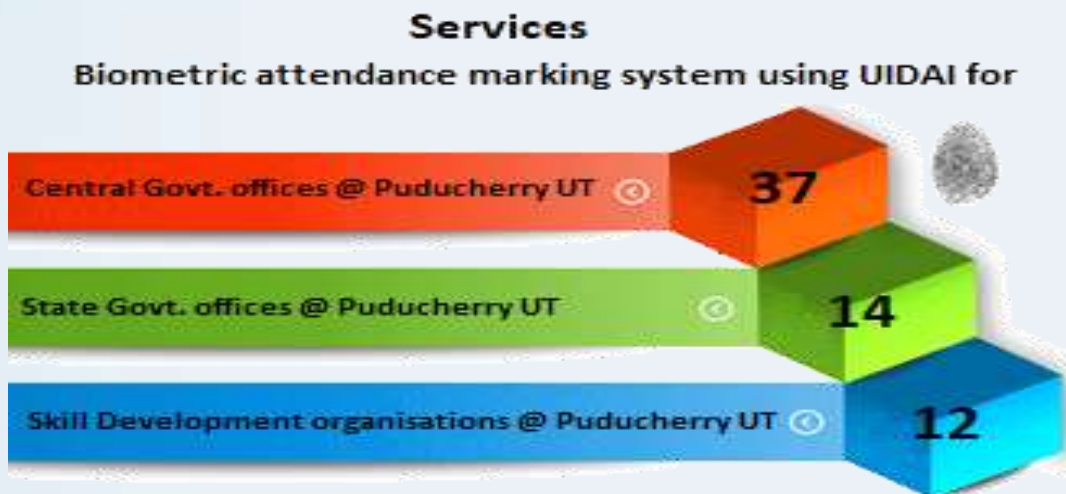 Services
Biometric attendance marking system using UIDAI for
Central Govt. offices @ Puducherry UT
37
State Govt. offices @ Puducherry UT
14
Skill Development organisations @ Puducherry UT
12